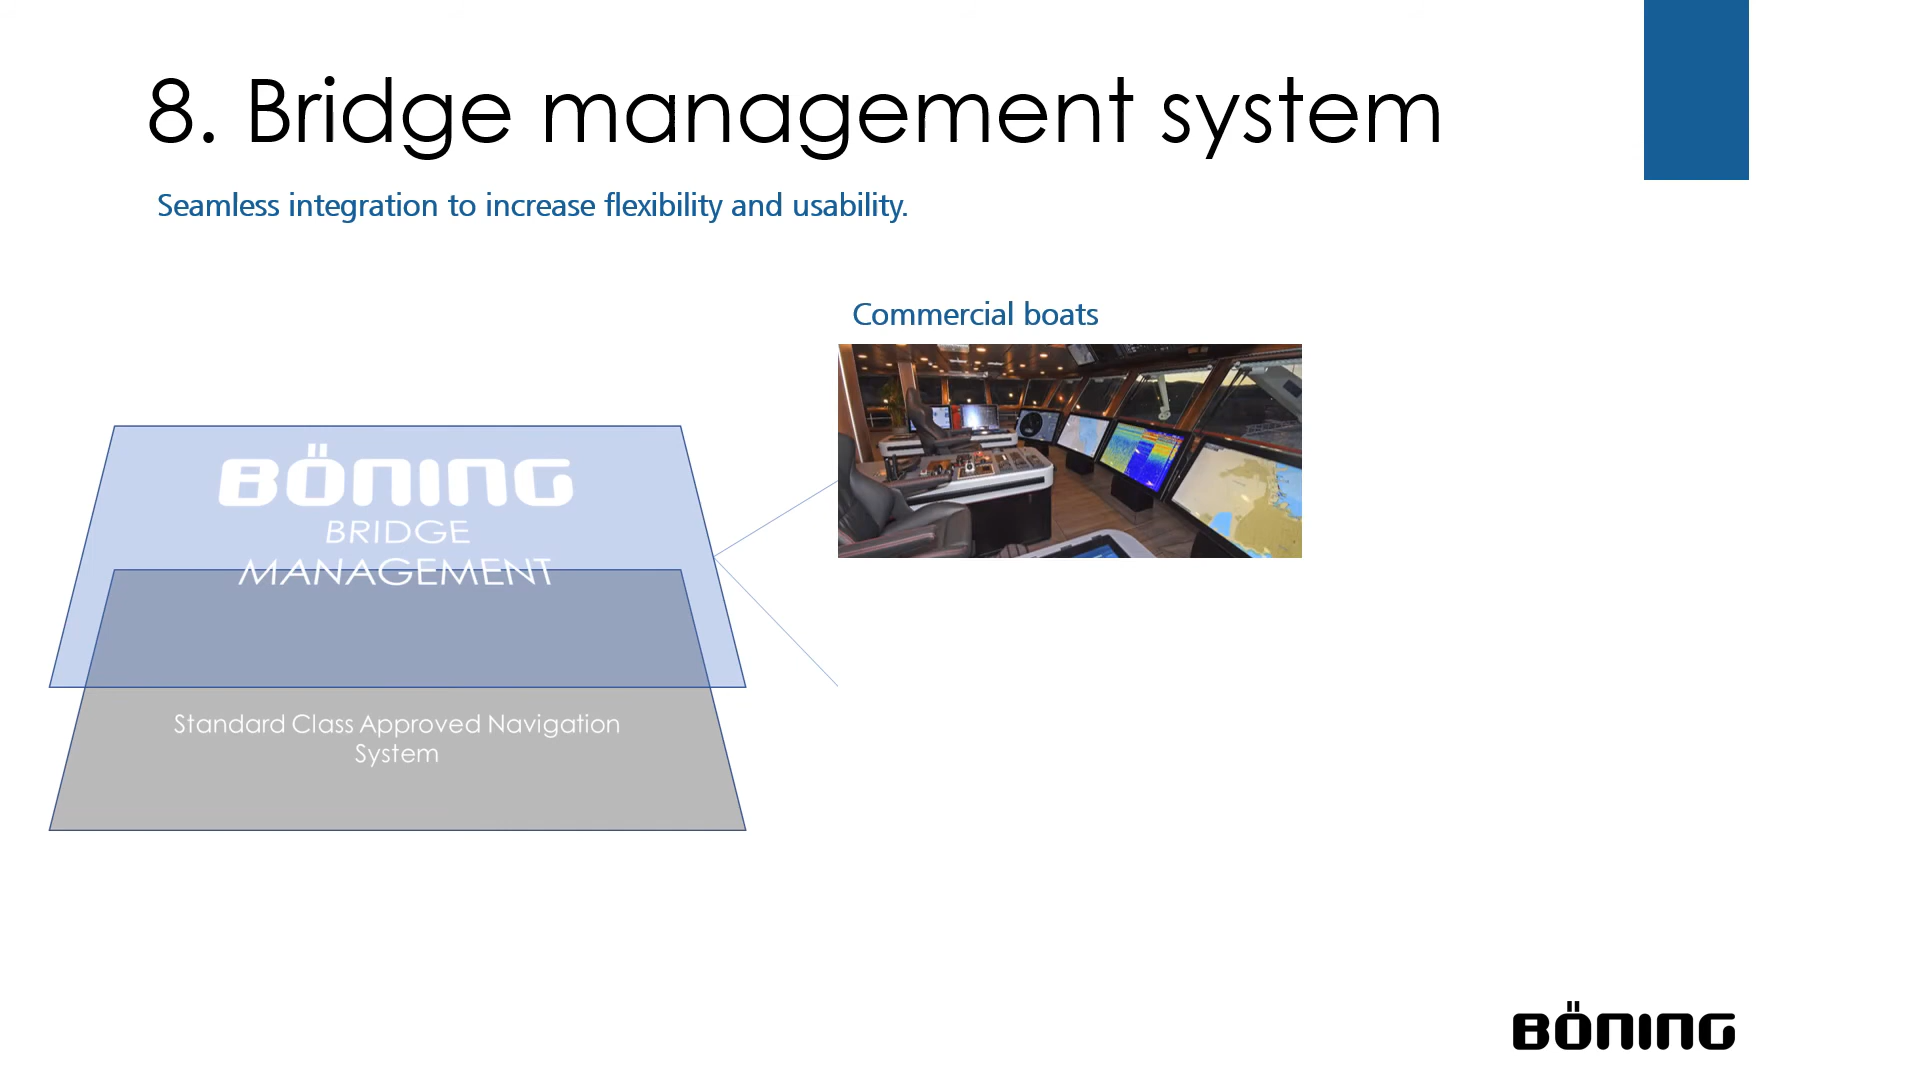 8. Bridge management system
Seamless integration to increase flexibility and usability.
Commercial boats
BÖNING
BRIDGE
MANAGEMENT
Standard Class Approved Navigation
System
BÖNING